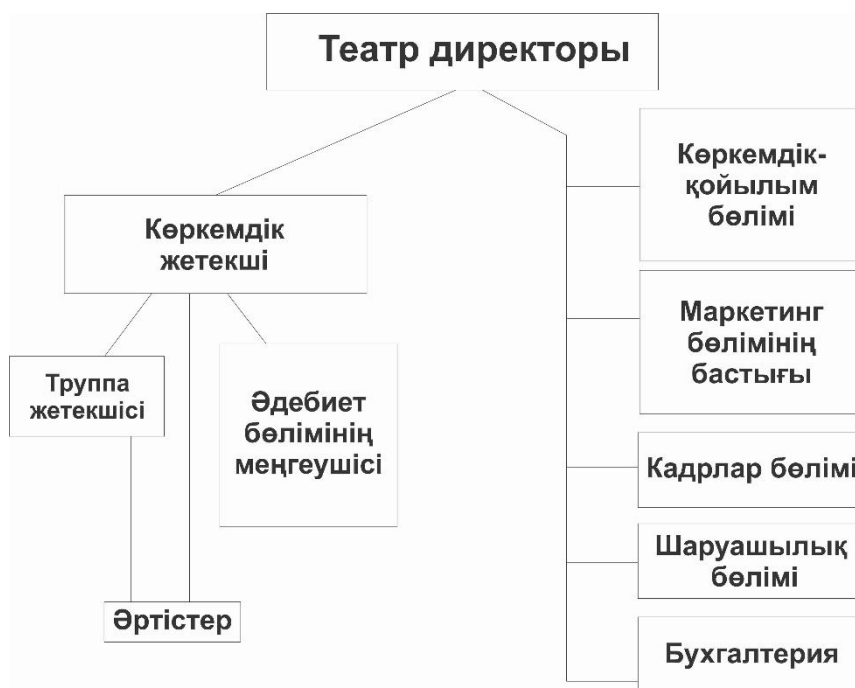 Театр директоры
Көркемдік
жетекші
Труппа
жетекшісі
Әдебиет
бөлімінің
меңгеушісі
Әртістер
Көркемдік-
қойылым
бөлімі
Маркетинг
бөлімінің
бастығы
Кадрлар бөлімі
Шаруашылық
бөлімі
Бухгалтерия